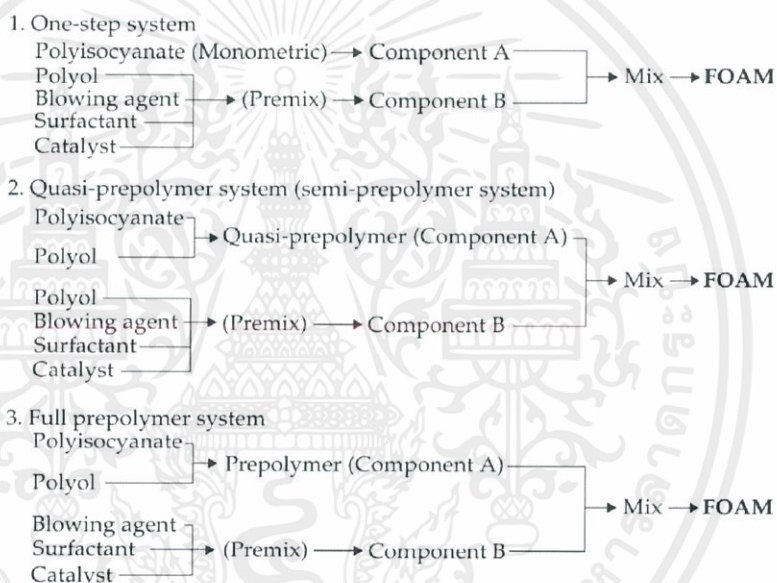 1. One-step system
Polyisocyanate (Monometric) Component A
Polyol
Blowing agent (Premix) Component B
Surfactant
Catalyst
Mix FOAM
2. Quasi-prepolymer system (semi-prepolymer system)
Polyisocyanate
Polyol
Quasi-prepolymer (Component A)
Polyol
Blowing agent (Premix) Component B
Surfactant
Catalyst
Mix FOAM
3. Full prepolymer system
Polyisocyanate
Polyol
Prepolymer (Component A)
Blowing agent
Surfactant (Premix) Component B
Catalyst
Mix FOAM